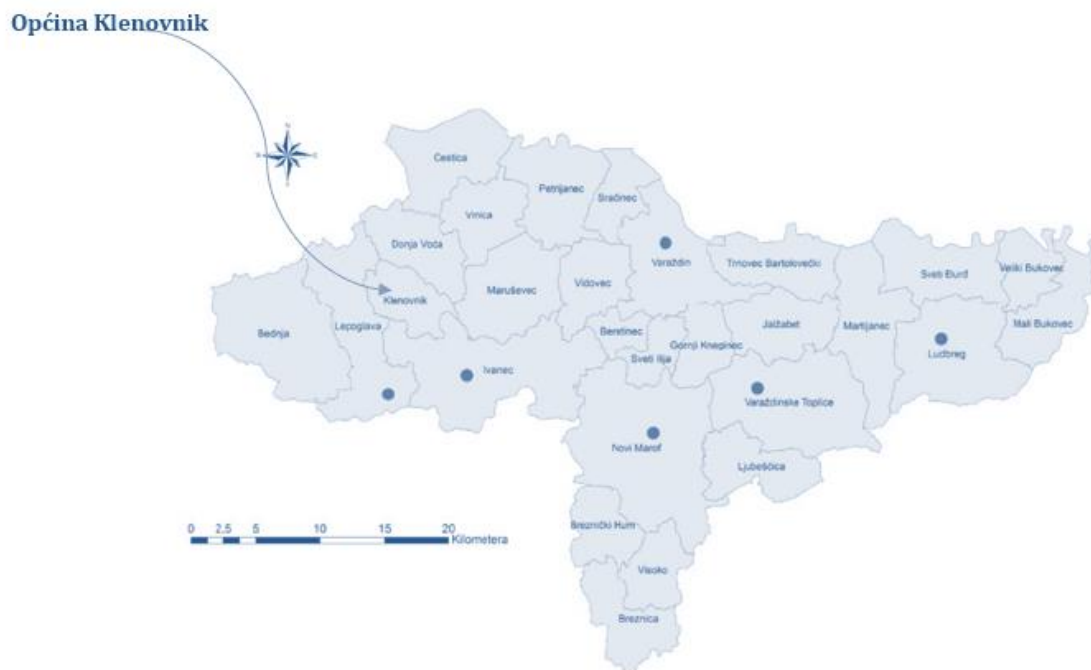 Općina Klenovnik
N
Cestica
Petrijanec
Sračinec
Vinica
Donja Voća
Varaždin
Trnovec Bartolovečki
Sveti Đurđ
Veliki Bukovec
Klenovnik
Maruševec
Vidovec
Lepoglava
Bednja
Beretinec
Gornji Kneginec
Jalžabet
Martijanec
Mali Bukovec
Ludbreg
Sveti Ilija
Ivanec
Varaždinske Toplice
Novi Marof
Ljubešćica
Breznički Hum
Visoko
Breznica
0 2,5 5 10 15 20
Kilometera